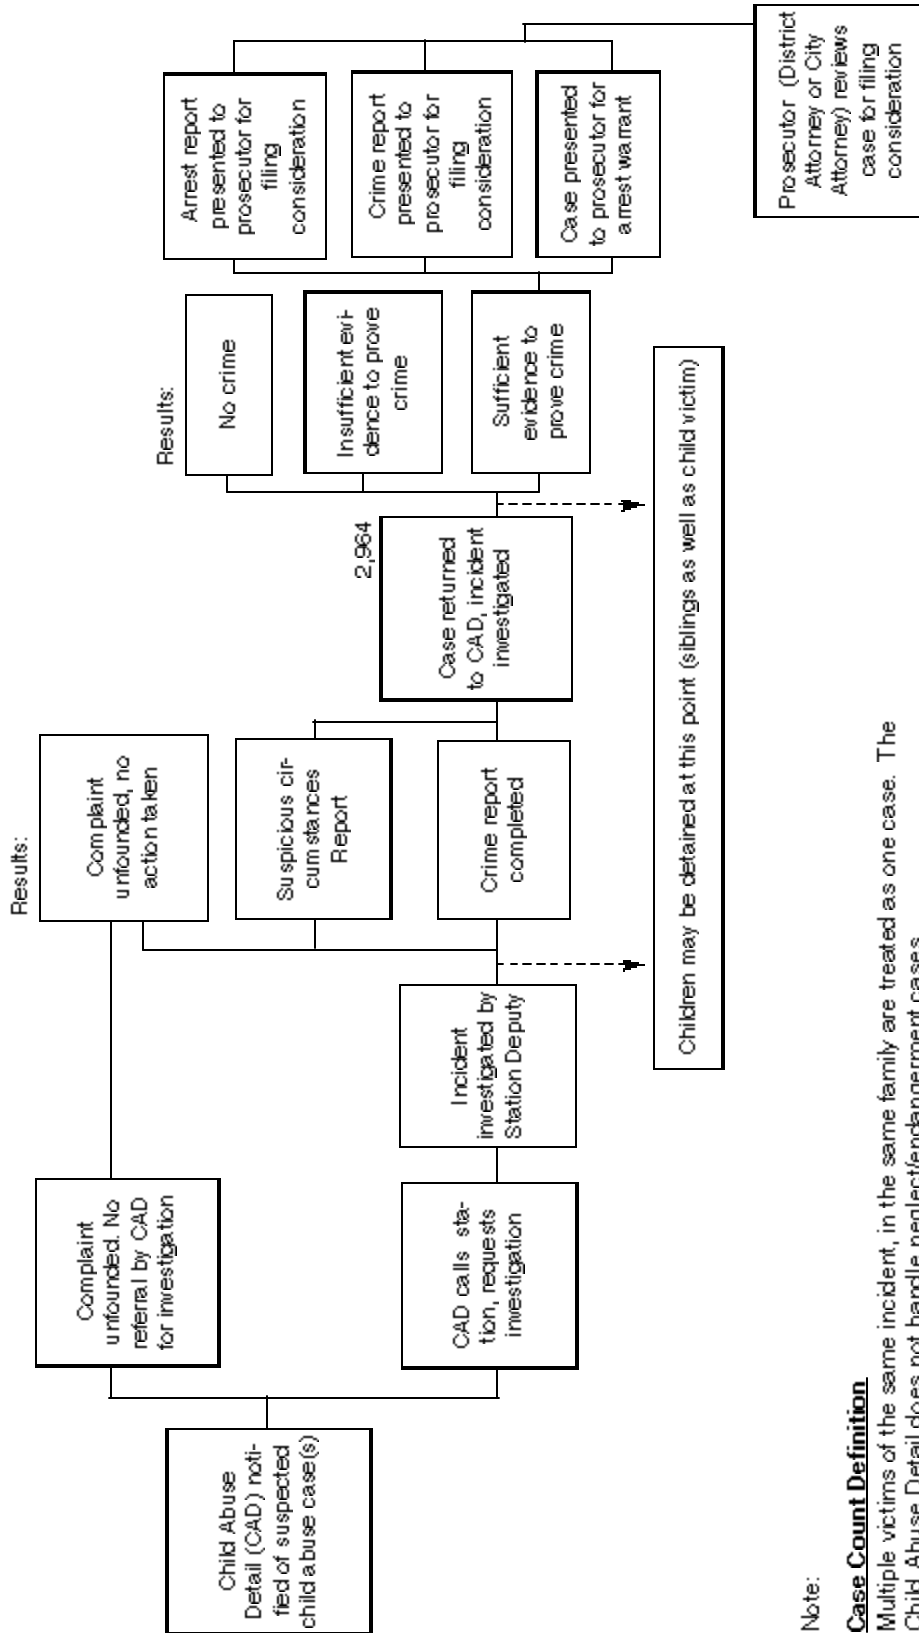 Child Abuse
Detail (CAD) noti-
fied of suspected
child abuse case(s)
Complaint
unfounded. No
referral by CAD
for investigation
CAD calls sta-
tion, requests
investigation
Incident
investigated by
Station Deputy
Results:
Complaint
unfounded, no
action taken
Suspicious cir-
cumstances
Report
Crime report
completed
2,964
Case returned
to CAD, incident
investigated
Results:
No crime
Insufficient evi-
dence to prove
crime
Sufficient
evidence to
prove crime
Arrest report
presented to
prosecutor for
filing
consideration
Crime report
presented to
prosecutor for
filing
consideration
Case presented
to prosecutor for
arrest warrant
Prosecutor (District
Attorney or City
Attorney) reviews
case for filing
consideration
Children may be detained at this point (siblings as well as child victim)
Note:
Case Count Definition
Multiple victims of the same incident, in the same family are treated as one case. The
Child Abuse Detail does not handle neglect/endangerment cases